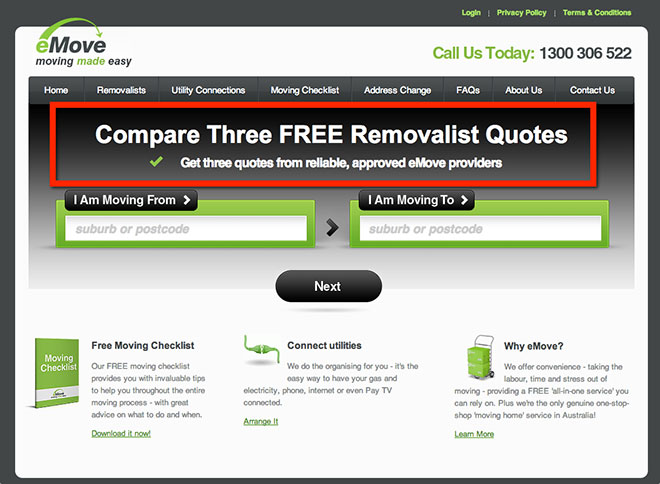 Login | Privacy Policy | Terms & Conditions
eMove
moving made easy
Call Us Today: 1300 306 522
Home
Removalists
Utility Connections
Moving Checklist
Address Change
FAQs
About Us
Contact Us
Compare Three FREE Removalist Quotes
Get three quotes from reliable, approved eMove providers
I Am Moving From
suburb or postcode
I Am Moving To
suburb or postcode
Next
Moving
Checklist
Free Moving Checklist
Our FREE moving checklist
provides you with invaluable tips
to help you throughout the entire
moving process - with great
advice on what to do and when.
Download it now!
Connect utilities
We do the organising for you - it's the
easy way to have your gas and
electricity, phone, internet or even Pay TV
connected.
Arrange It
Why eMove?
We offer convenience - taking the
labour, time and stress out of
moving - providing a FREE 'all-in-one service' you
can rely on. Plus we're the only genuine one-stop-
shop 'moving home' service in Australia!
Learn More